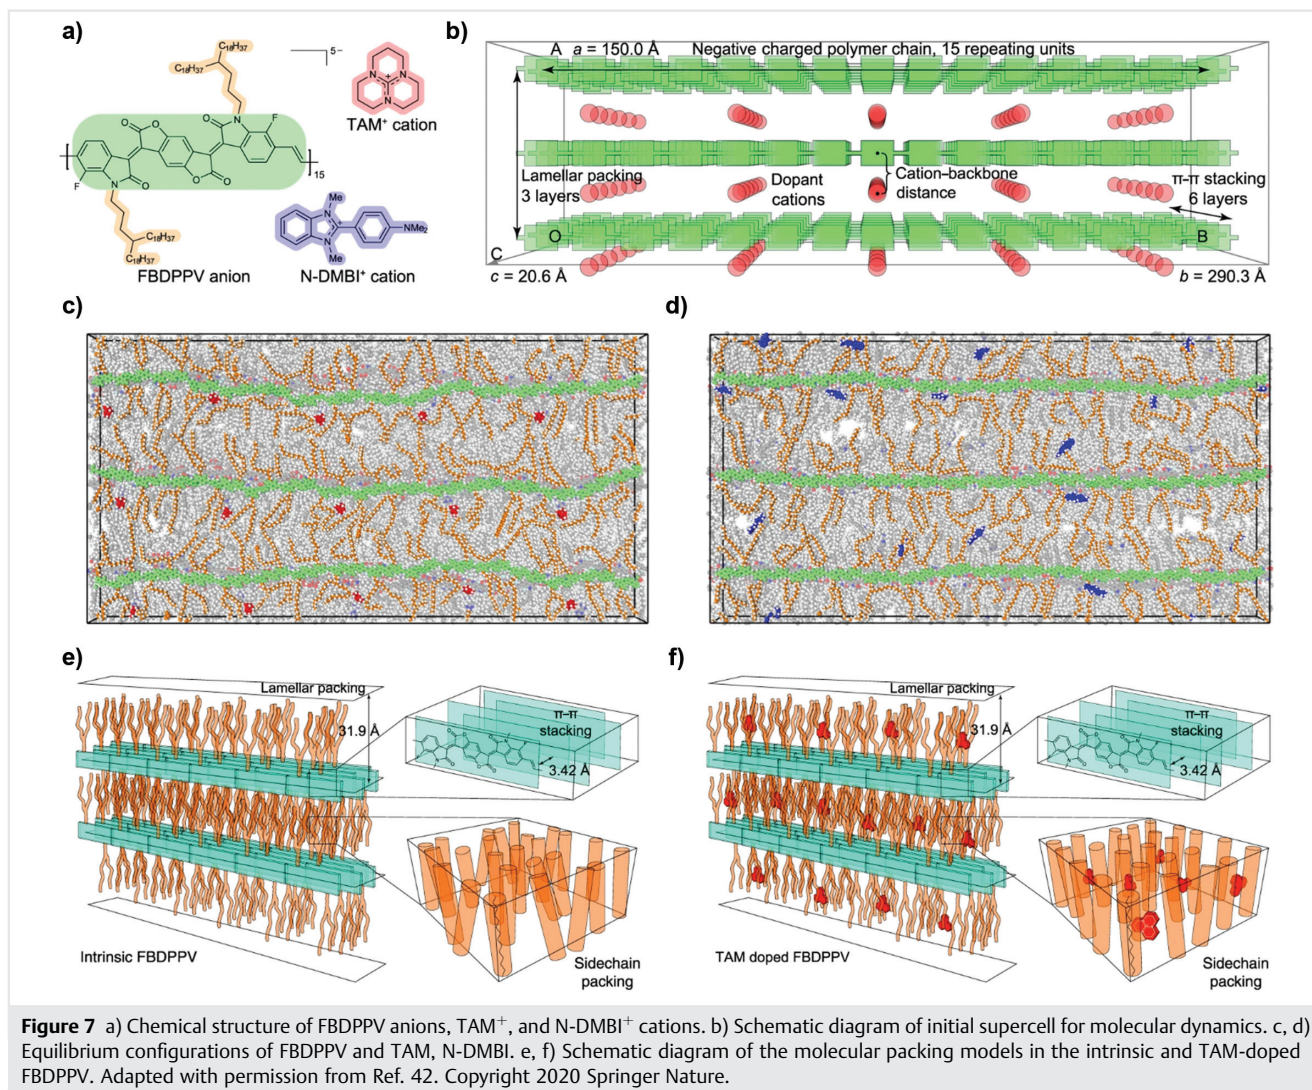 a)
C₁₈H₃₇
C₁₈H₃₇
5−
TAM⁺ cation
N
N
N
+
O
O
O
N
F
O
O
O
N
F
15
C₁₈H₃₇
C₁₈H₃₇
FBDPPV anion
Me
N
N
+
Me
NMe₂
N-DMBI⁺ cation
b)
A
a = 150.0 Å
Negative charged polymer chain, 15 repeating units
Lamellar packing
3 layers
Dopant
cations
Cation–backbone
distance
π-π stacking
6 layers
O
B
C
c = 20.6 Å
b = 290.3 Å
c)
d)
e)
Lamellar packing
31.9 Å
π–π
stacking
3.42 Å
Intrinsic FBDPPV
Sidechain
packing
f)
Lamellar packing
31.9 Å
π–π
stacking
3.42 Å
TAM doped FBDPPV
Sidechain
packing
Figure 7 a) Chemical structure of FBDPPV anions, TAM⁺, and N-DMBI⁺ cations. b) Schematic diagram of initial supercell for molecular dynamics. c, d)
Equilibrium configurations of FBDPPV and TAM, N-DMBI. e, f) Schematic diagram of the molecular packing models in the intrinsic and TAM-doped
FBDPPV. Adapted with permission from Ref. 42. Copyright 2020 Springer Nature.